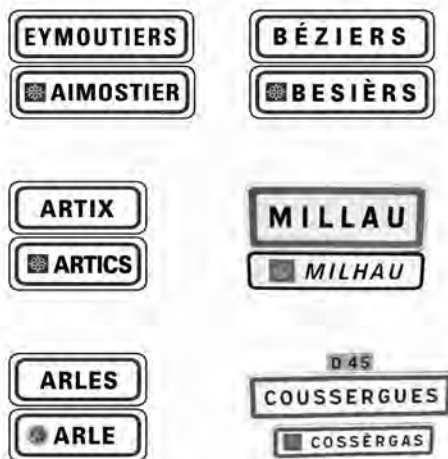 EYMOUTIERS
AIMOSTIER
BÉZIERS
BESIÈRS
ARTIX
ARTICS
MILLAU
MILHAU
ARLES
ARLE
D 45
COUSSERGUES
COSSÈRGAS